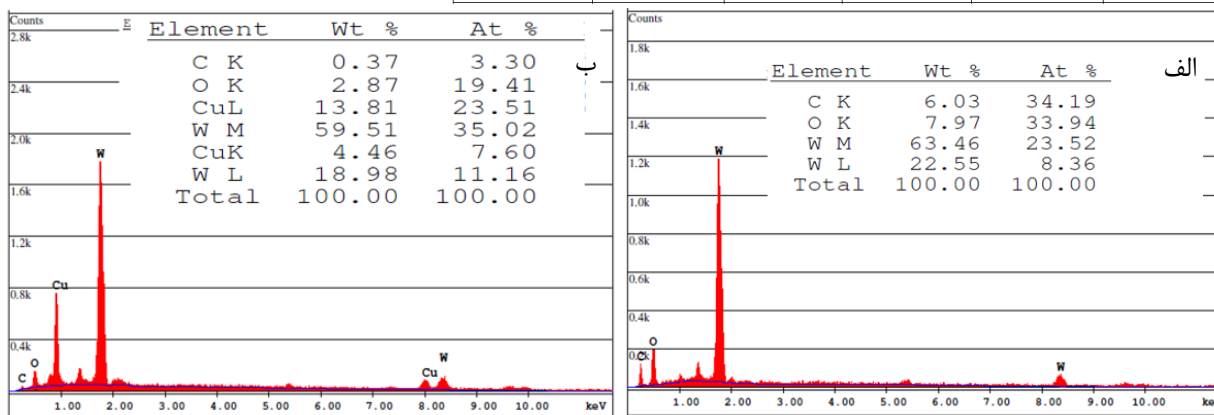 Counts
E
Element Wt % At %
C K 0.37 3.30
O K 2.87 19.41
CuL 13.81 23.51
W M 59.51 35.02
CuK 4.46 7.60
W L 18.98 11.16
Total 100.00 100.00
ب
2.8k
2.4k
2.0k
1.6k
1.2k
0.8k
0.4k
W
Cu
O
C
Cu
W
1.00 2.00 3.00 4.00 5.00 6.00 7.00 8.00 9.00 10.00 keV
Counts
الف
Element Wt % At %
C K 6.03 34.19
O K 7.97 33.94
W M 63.46 23.52
W L 22.55 8.36
Total 100.00 100.00
1.8k
1.6k
1.4k
1.2k
1.0k
0.8k
0.6k
0.4k
W
O
C
W
1.00 2.00 3.00 4.00 5.00 6.00 7.00 8.00 9.00 10.00 ke